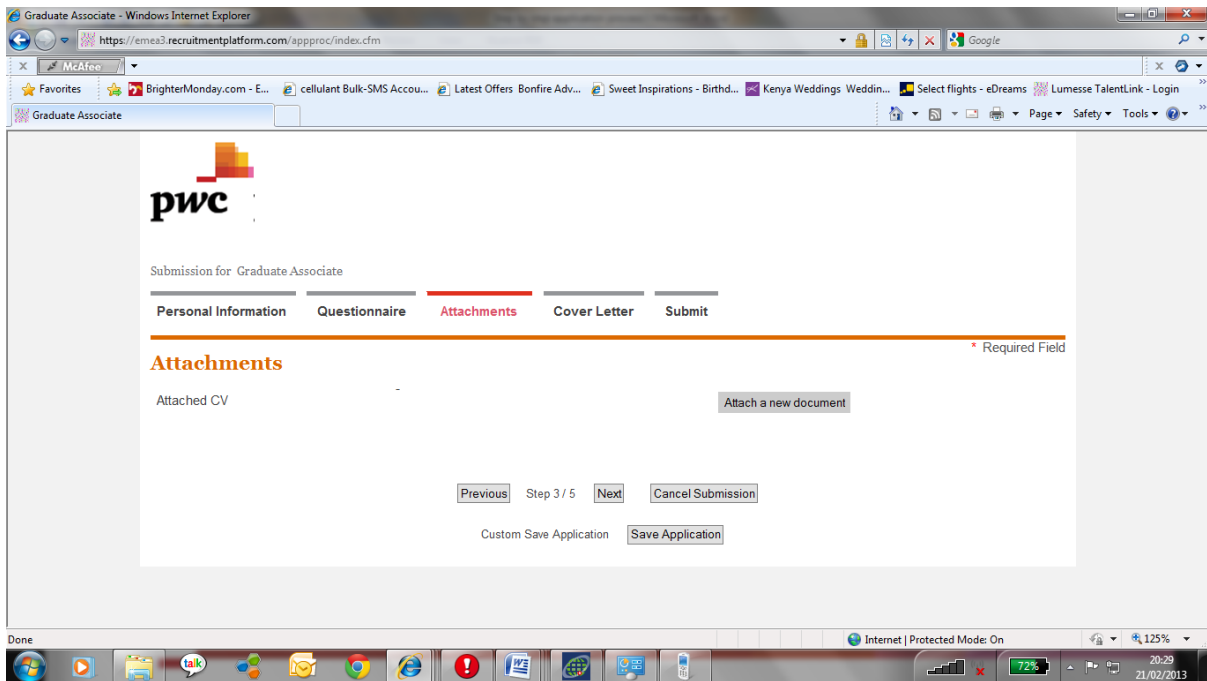 Graduate Associate - Windows Internet Explorer
https://emea3.recruitmentplatform.com/appproc/index.cfm
Google
x McAfee
Favorites BrighterMonday.com - E... cellulant Bulk-SMS Accou... Latest Offers Bonfire Adv... Sweet Inspirations - Birthd... Kenya Weddings Weddin... Select flights - eDreams Lumesse TalentLink - Login
Graduate Associate Page Safety Tools
pwc
Submission for Graduate Associate
Personal Information Questionnaire Attachments Cover Letter Submit
* Required Field
Attachments
Attached CV Attach a new document
Previous Step 3 / 5 Next Cancel Submission
Custom Save Application Save Application
Done Internet | Protected Mode: On 125%
talk 72% 20:29
21/02/2013